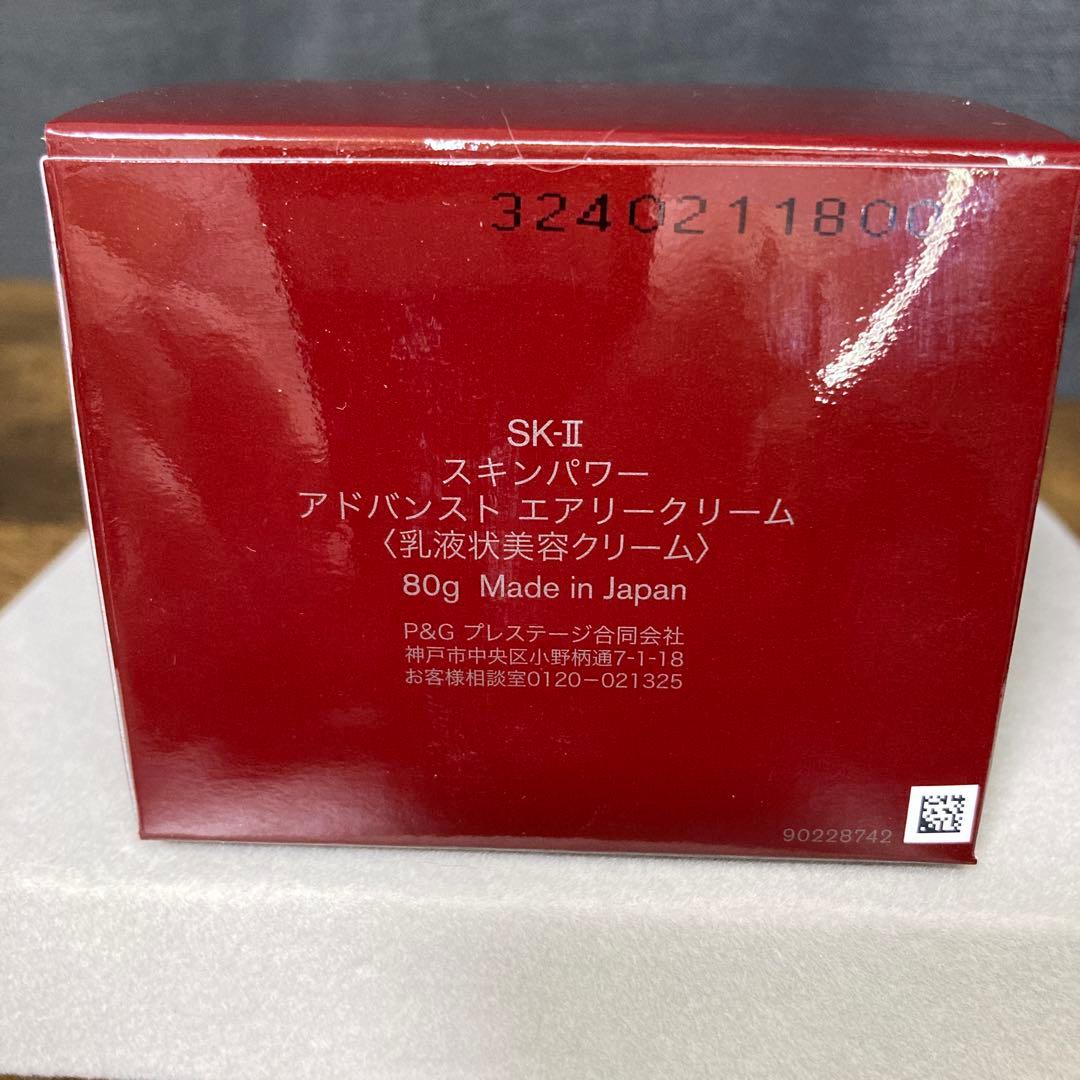 3240211800
SK-Ⅱ
スキンパワー
アドバンスト エアリークリーム
〈乳液状美容クリーム〉
80g Made in Japan
P&G プレステージ合同会社
神戸市中央区小野柄通7-1-18
お客様相談室0120-021325
90228742